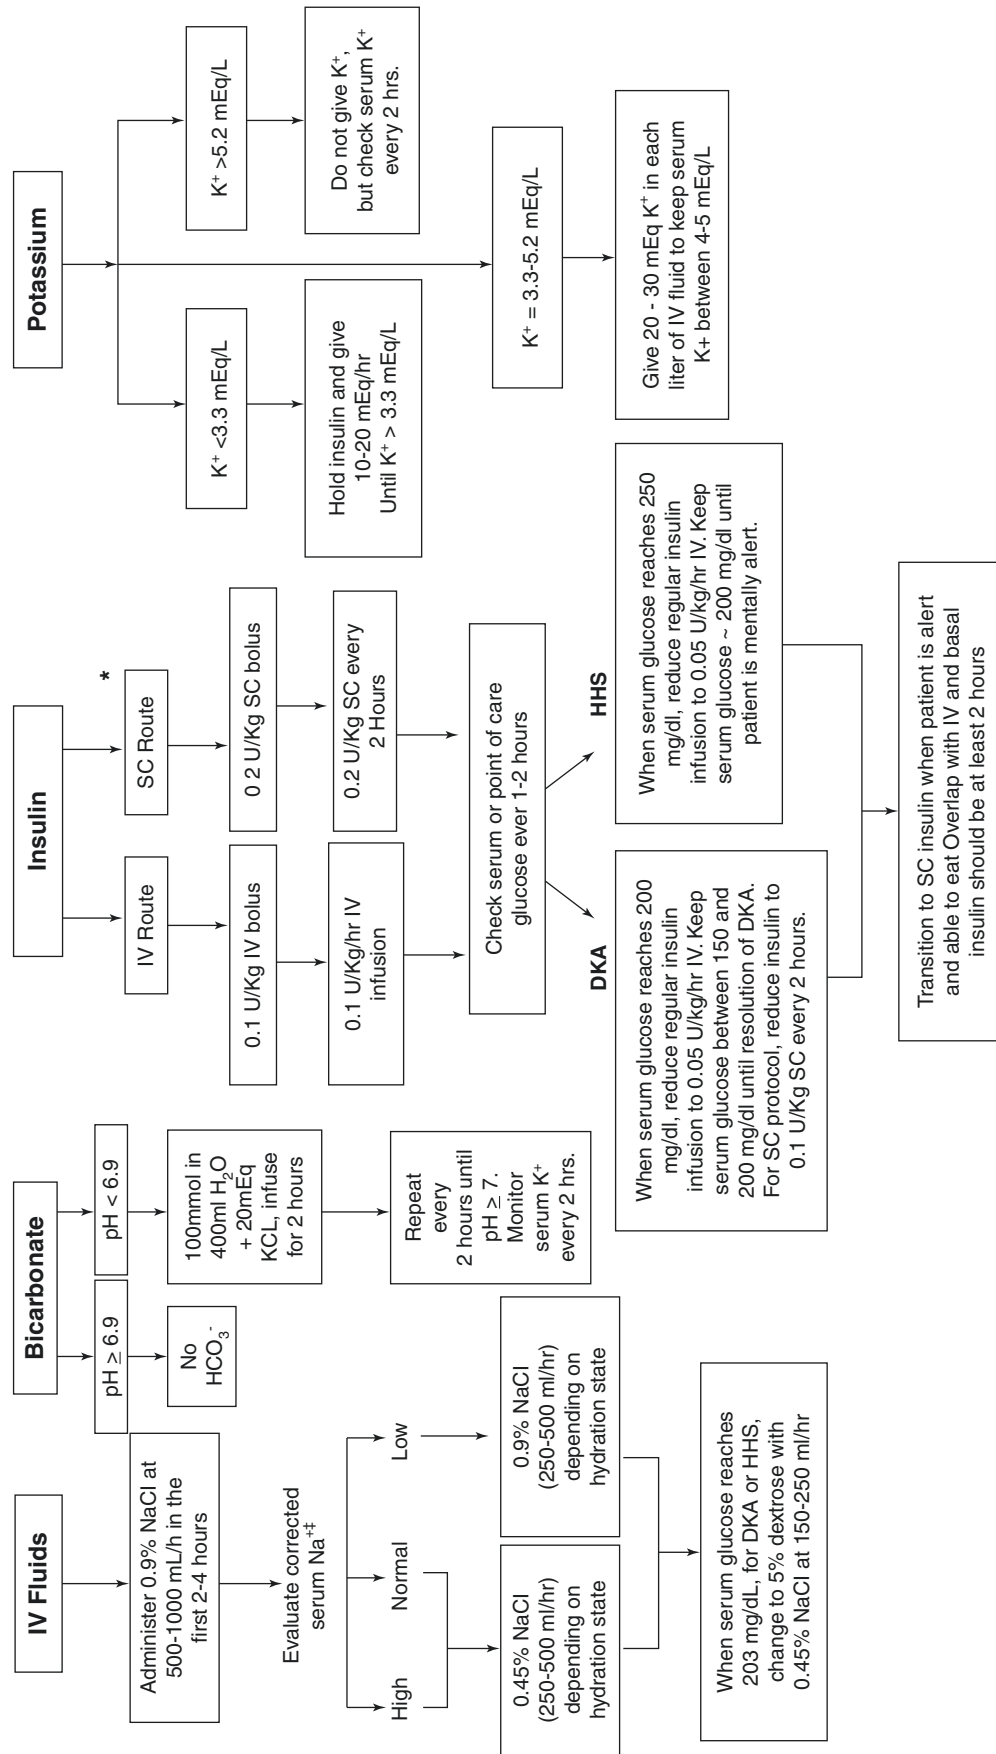 IV Fluids
Administer 0.9% NaCl at
500-1000 mL/h in the
first 2-4 hours
Evaluate corrected
serum Na+‡
High
Normal
Low
0.45% NaCl
(250-500 ml/hr)
depending on
hydration state
0.9% NaCl
(250-500 ml/hr)
depending on
hydration state
When serum glucose reaches
203 mg/dL, for DKA or HHS,
change to 5% dextrose with
0.45% NaCl at 150-250 ml/hr
Bicarbonate
pH ≥ 6.9
No
HCO3-
pH < 6.9
100mmol in
400ml H2O
+ 20mEq
KCL, infuse
for 2 hours
Repeat
every
2 hours until
pH ≥ 7.
Monitor
serum K+
every 2 hrs.
Insulin
IV Route
0.1 U/Kg IV bolus
0.1 U/Kg/hr IV
infusion
SC Route
*
0 2 U/Kg SC bolus
0.2 U/Kg SC every
2 Hours
Check serum or point of care
glucose ever 1-2 hours
DKA
When serum glucose reaches 200
mg/dl, reduce regular insulin
infusion to 0.05 U/kg/hr IV. Keep
serum glucose between 150 and
200 mg/dl until resolution of DKA.
For SC protocol, reduce insulin to
0.1 U/Kg SC every 2 hours.
HHS
When serum glucose reaches 250
mg/dl, reduce regular insulin
infusion to 0.05 U/kg/hr IV. Keep
serum glucose ~ 200 mg/dl until
patient is mentally alert.
Transition to SC insulin when patient is alert
and able to eat Overlap with IV and basal
insulin should be at least 2 hours
Potassium
K+ <3.3 mEq/L
Hold insulin and give
10-20 mEq/hr
Until K+ > 3.3 mEq/L
K+ >5.2 mEq/L
Do not give K+,
but check serum K+
every 2 hrs.
K+ = 3.3-5.2 mEq/L
Give 20 - 30 mEq K+ in each
liter of IV fluid to keep serum
K+ between 4-5 mEq/L